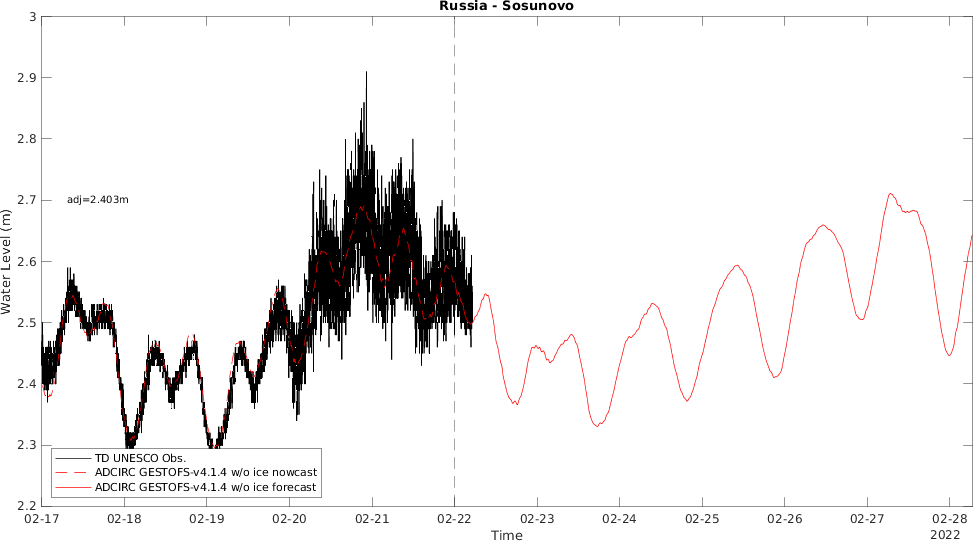 Russia - Sosunovo
3
2.9
2.8
2.7
2.6
2.5
2.4
2.3
2.2
Water Level (m)
adj=2.403m
TD UNESCO Obs.
ADCIRC GESTOFS-v4.1.4 w/o ice nowcast
ADCIRC GESTOFS-v4.1.4 w/o ice forecast
02-17 02-18 02-19 02-20 02-21 02-22 02-23 02-24 02-25 02-26 02-27 02-28
2022
Time